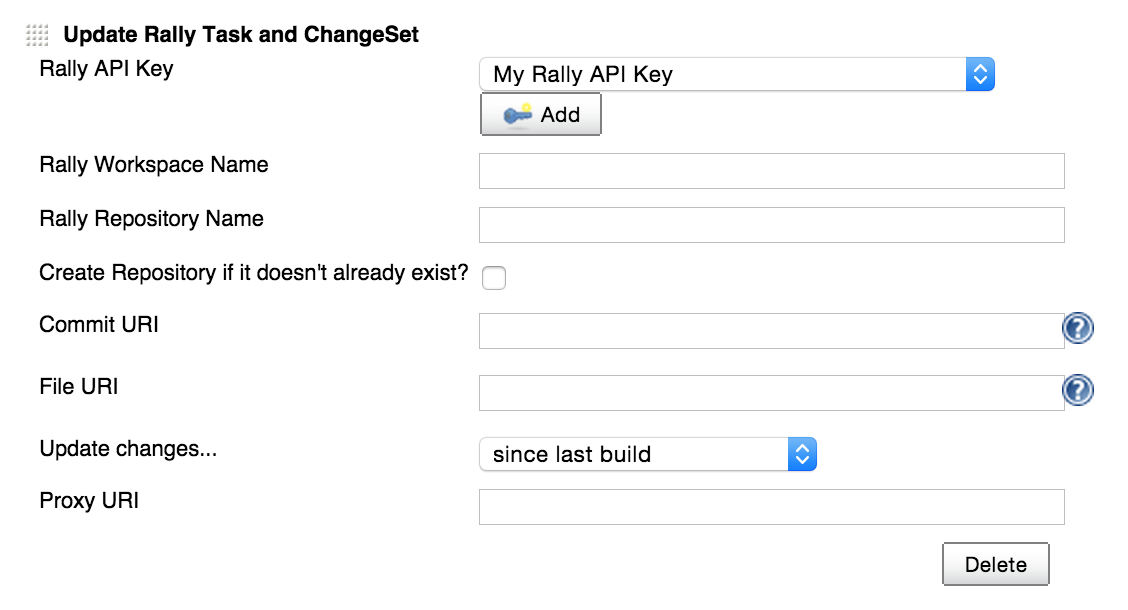 Update Rally Task and ChangeSet
Rally API Key
My Rally API Key
Add
Rally Workspace Name
Rally Repository Name
Create Repository if it doesn't already exist?
Commit URI
?
File URI
?
Update changes...
since last build
Proxy URI
Delete